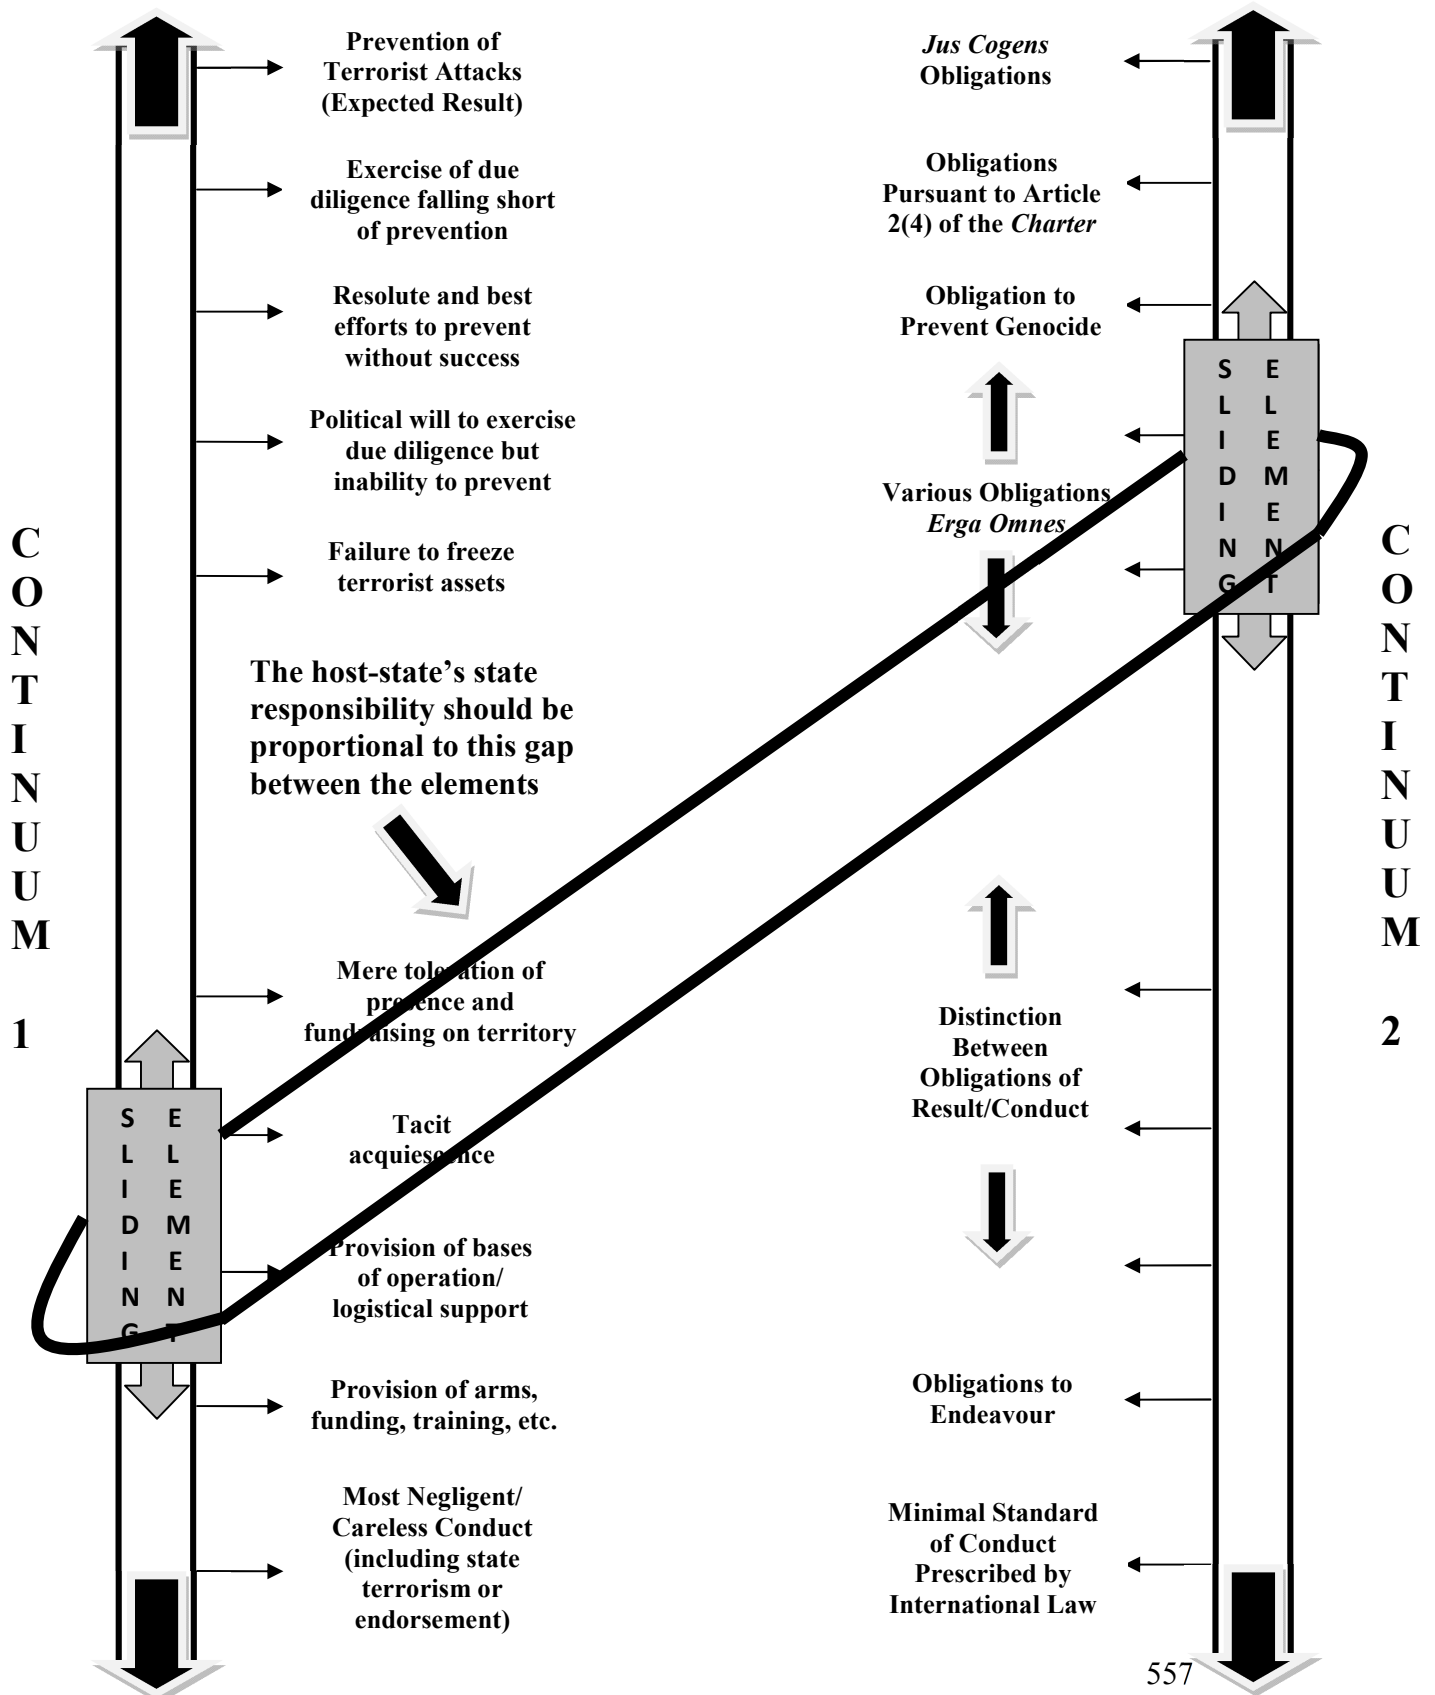 Prevention of
Terrorist Attacks
(Expected Result)
Exercise of due
diligence falling short
of prevention
Resolute and best
efforts to prevent
without success
Political will to exercise
due diligence but
inability to prevent
Failure to freeze
terrorist assets
The host-state’s state
responsibility should be
proportional to this gap
between the elements
Mere toleration of
presence and
fundraising on territory
Tacit
acquiescence
Provision of bases
of operation/
logistical support
Provision of arms,
funding, training, etc.
Most Negligent/
Careless Conduct
(including state
terrorism or
endorsement)
CONTINUUM 1
SLIDING
ELEMENT
Jus Cogens
Obligations
Obligations
Pursuant to Article
2(4) of the Charter
Obligation to
Prevent Genocide
Various Obligations
Erga Omnes
Distinction
Between
Obligations of
Result/Conduct
Obligations to
Endeavour
Minimal Standard
of Conduct
Prescribed by
International Law
SLIDING
ELEMENT
CONTINUUM 2
557